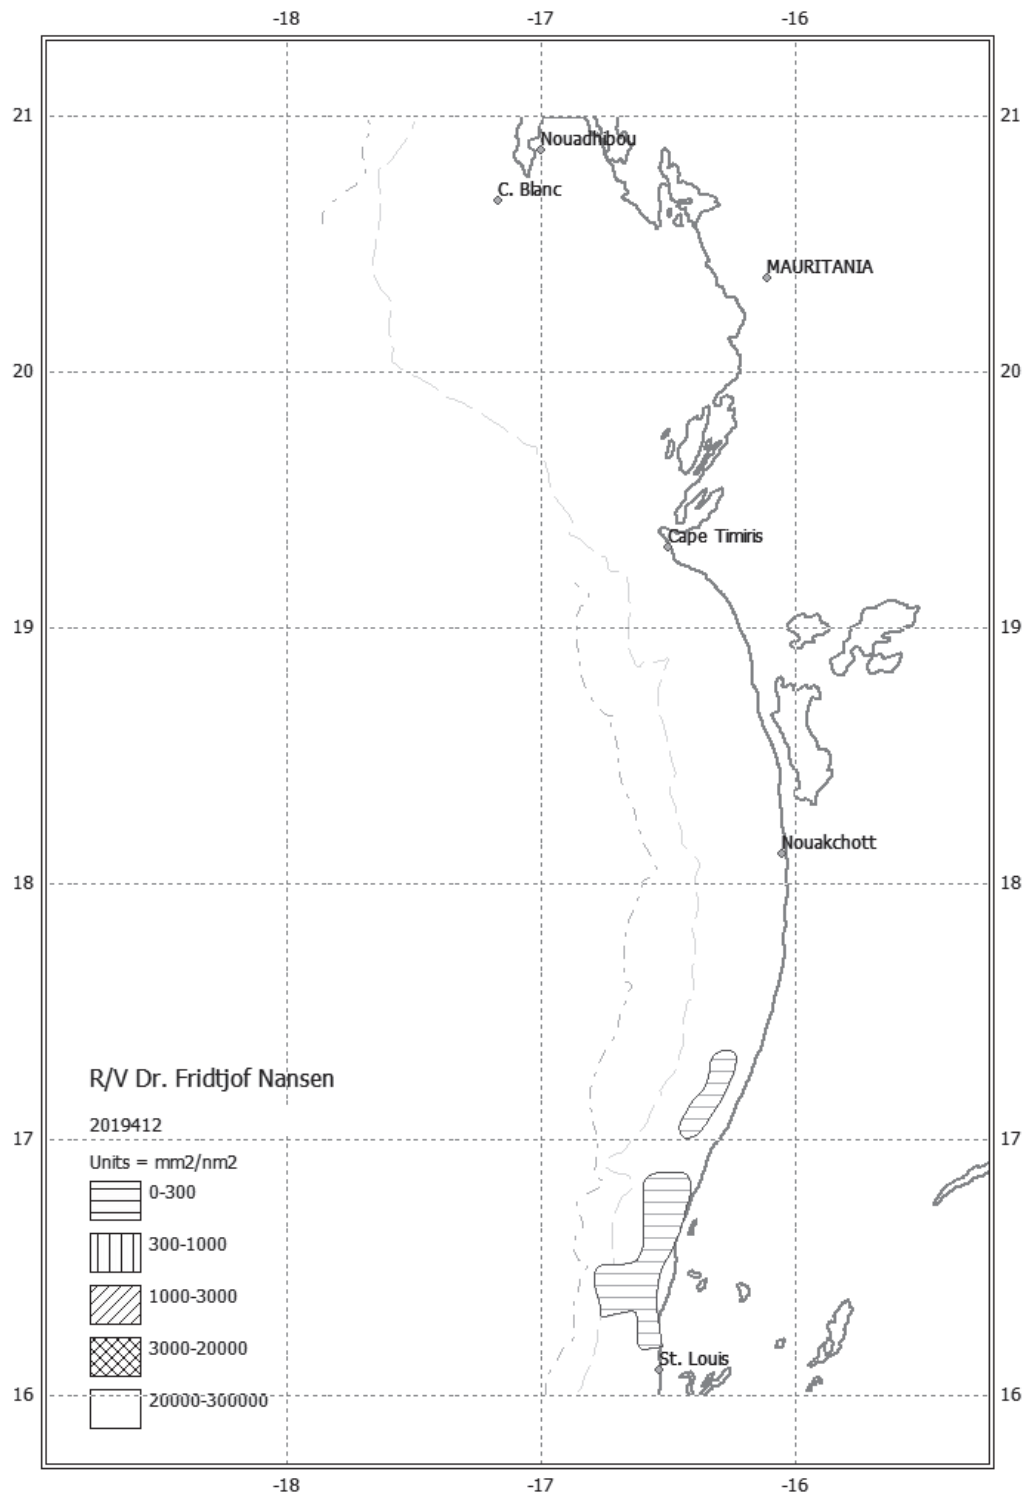 -18 -17 -16
21 21
Nouadhibou
C. Blanc
MAURITANIA
20 20
Cape Timiris
19 19
Nouakchott
18 18
R/V Dr. Fridtjof Nansen
2019412
17 17
Units = mm2/nm2
0-300
300-1000
1000-3000
3000-20000
St. Louis
16 16
20000-300000
-18 -17 -16